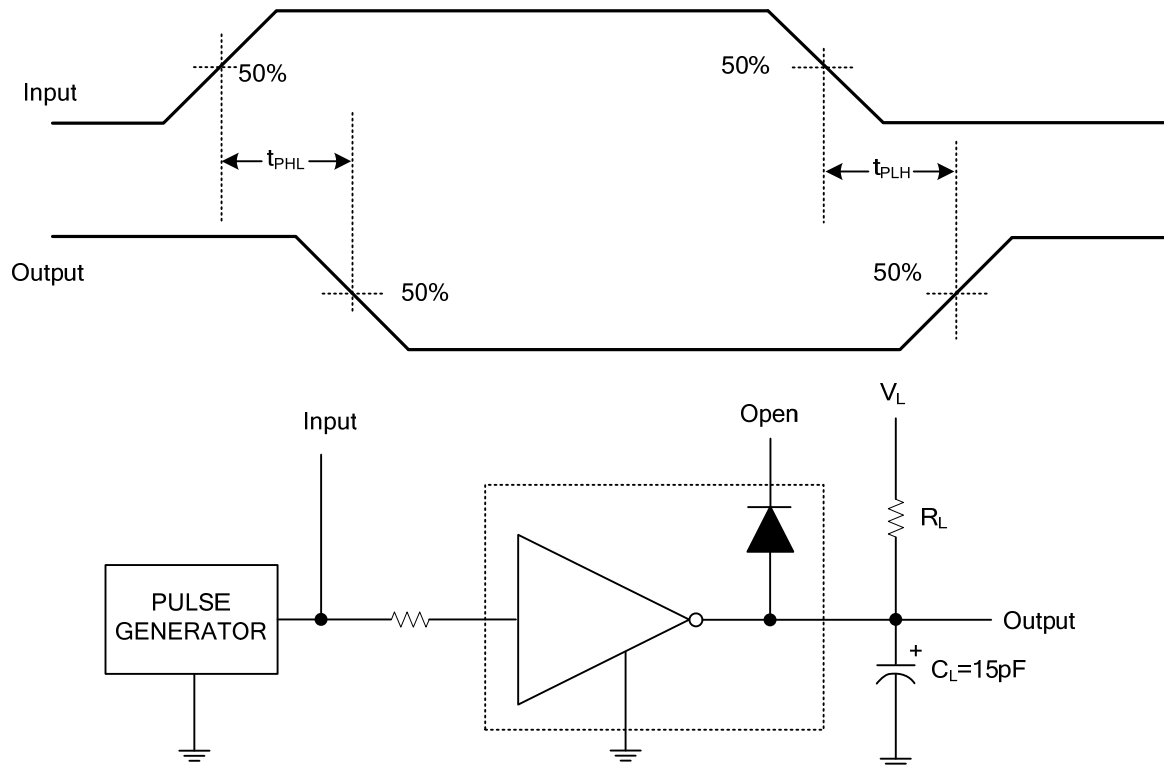 50%
50%
Input
tPHL
tPLH
Output
50%
50%
VL
Input
Open
RL
PULSE
GENERATOR
Output
+
CL=15pF